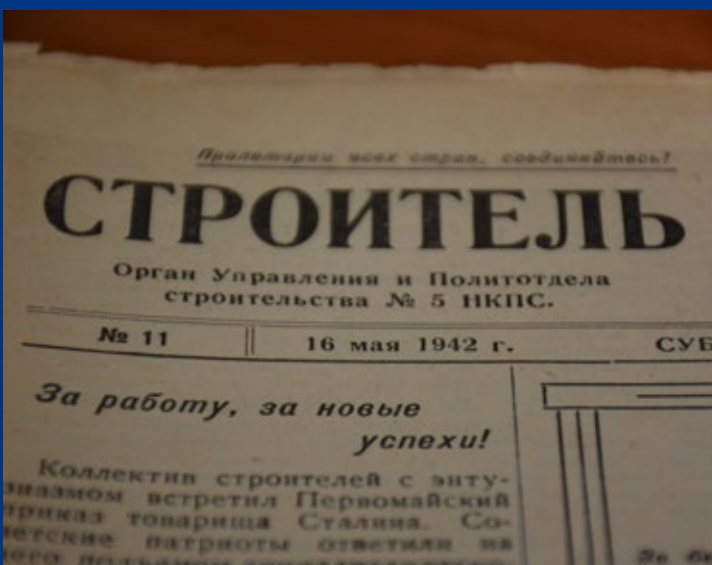 Пролетарии всех стран, соединяйтесь!
СТРОИТЕЛЬ
Орган Управления и Политотдела
строительства № 5 НКПС.
№ 11
16 мая 1942 г.
СУБ
За работу, за новые
успехи!
Коллектив строителей с энту-
зиазмом встретил Первомайский
приказ товарища Сталина. Со-
ветские патриоты ответили на